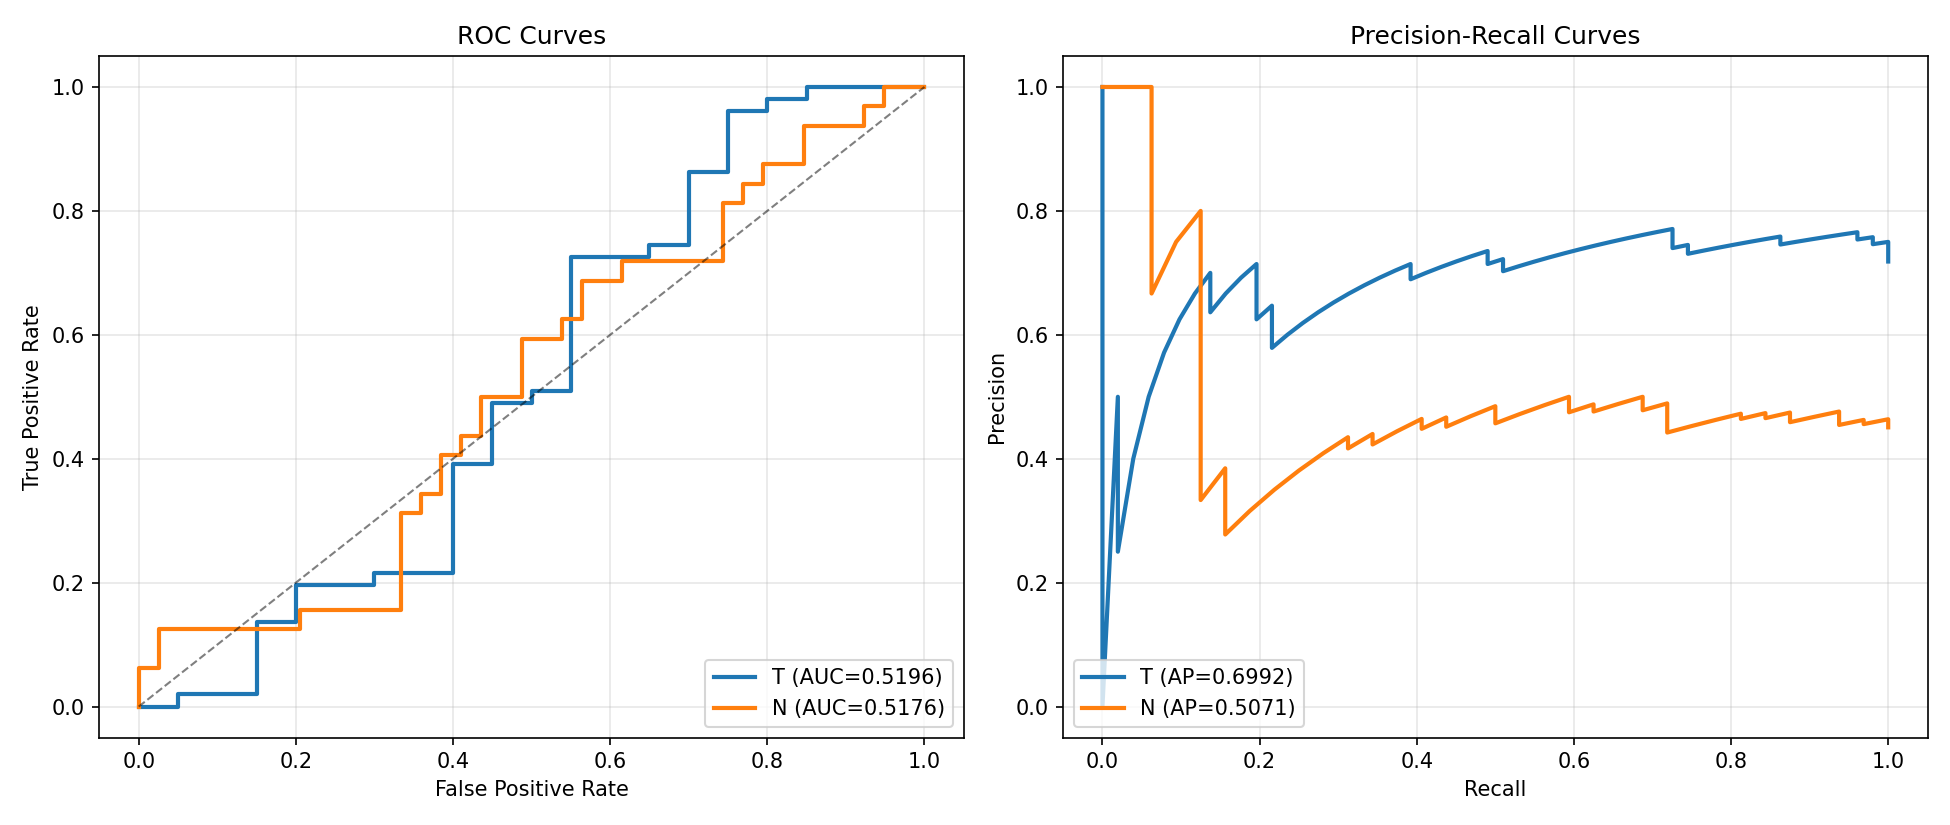 ROC Curves
True Positive Rate
1.0
0.8
0.6
0.4
0.2
0.0
T (AUC=0.5196)
N (AUC=0.5176)
0.0 0.2 0.4 0.6 0.8 1.0
False Positive Rate
Precision-Recall Curves
Precision
1.0
0.8
0.6
0.4
0.2
0.0
T (AP=0.6992)
N (AP=0.5071)
0.0 0.2 0.4 0.6 0.8 1.0
Recall